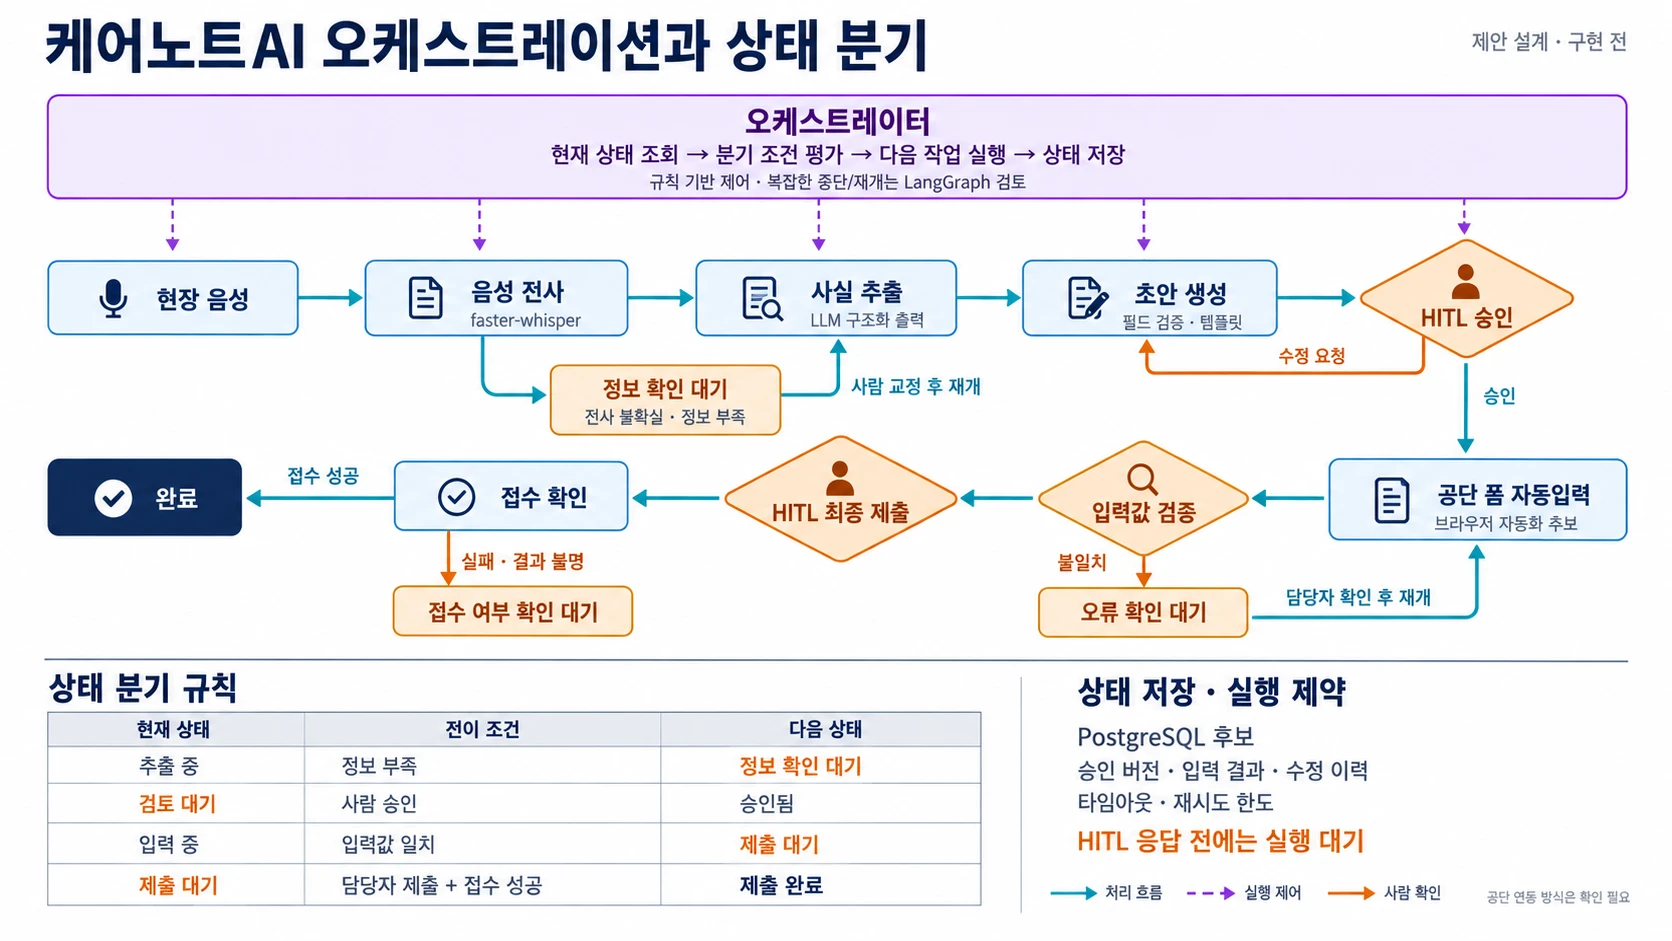 케어노트AI 오케스트레이션과 상태 분기
제안 설계 · 구현 전
오케스트레이터
현재 상태 조회 → 분기 조건 평가 → 다음 작업 실행 → 상태 저장
규칙 기반 제어 · 복잡한 중단/재개는 LangGraph 검토
현장 음성
음성 전사
faster-whisper
사실 추출
LLM 구조화 출력
초안 생성
필드 검증 · 템플릿
HITL 승인
수정 요청
정보 확인 대기
전사 불확실 · 정보 부족
사람 교정 후 재개
승인
완료
접수 성공
접수 확인
HITL 최종 제출
입력값 검증
공단 폼 자동입력
브라우저 자동화 후보
실패 · 결과 불명
불일치
접수 여부 확인 대기
오류 확인 대기
담당자 확인 후 재개
상태 분기 규칙
현재 상태 전이 조건 다음 상태
추출 중 정보 부족 정보 확인 대기
검토 대기 사람 승인 승인됨
입력 중 입력값 일치 제출 대기
제출 대기 담당자 제출 + 접수 성공 제출 완료
상태 저장 · 실행 제약
PostgreSQL 후보
승인 버전 · 입력 결과 · 수정 이력
타임아웃 · 재시도 한도
HITL 응답 전에는 실행 대기
처리 흐름 실행 제어 사람 확인
공단 연동 방식은 확인 필요